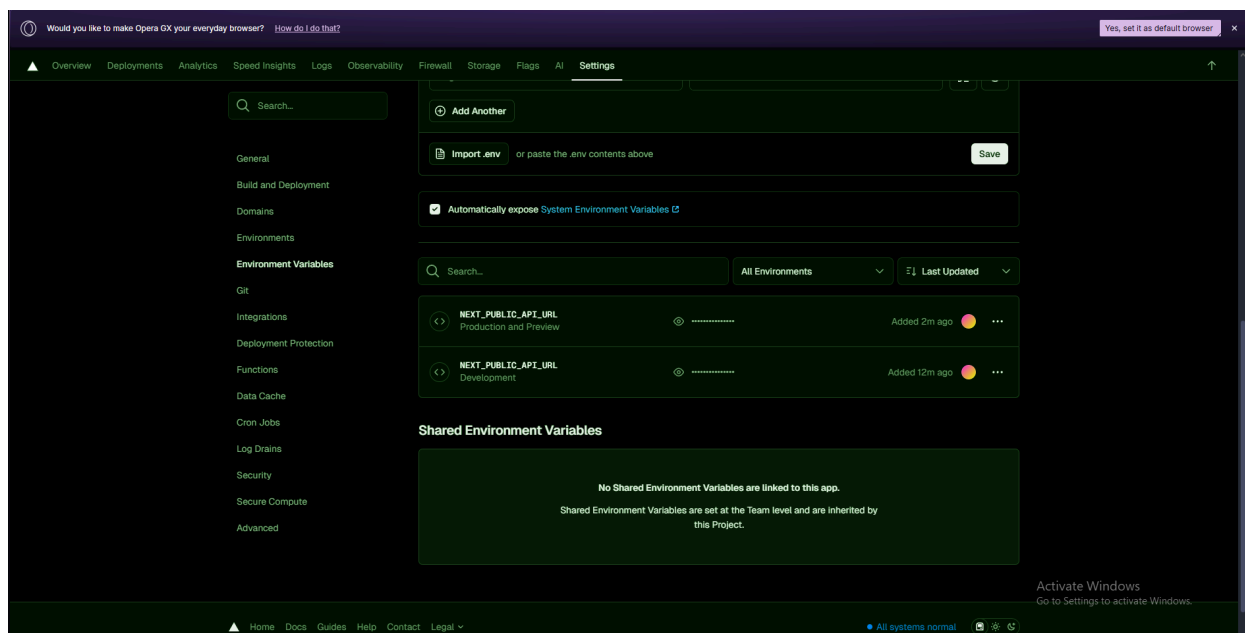 Would you like to make Opera GX your everyday browser? How do I do that? Yes, set it as default browser
Overview Deployments Analytics Speed Insights Logs Observability Firewall Storage Flags AI Settings
Search...
Add Another
Import .env or paste the .env contents above Save
General
Build and Deployment
Domains
Environments
Environment Variables
Git
Integrations
Deployment Protection
Functions
Data Cache
Cron Jobs
Log Drains
Security
Secure Compute
Advanced
Automatically expose System Environment Variables
Search... All Environments Last Updated
NEXT_PUBLIC_API_URL
Production and Preview
Added 2m ago
NEXT_PUBLIC_API_URL
Development
Added 12m ago
Shared Environment Variables
No Shared Environment Variables are linked to this app.
Shared Environment Variables are set at the Team level and are inherited by
this Project.
Activate Windows
Go to Settings to activate Windows.
Home Docs Guides Help Contact Legal All systems normal